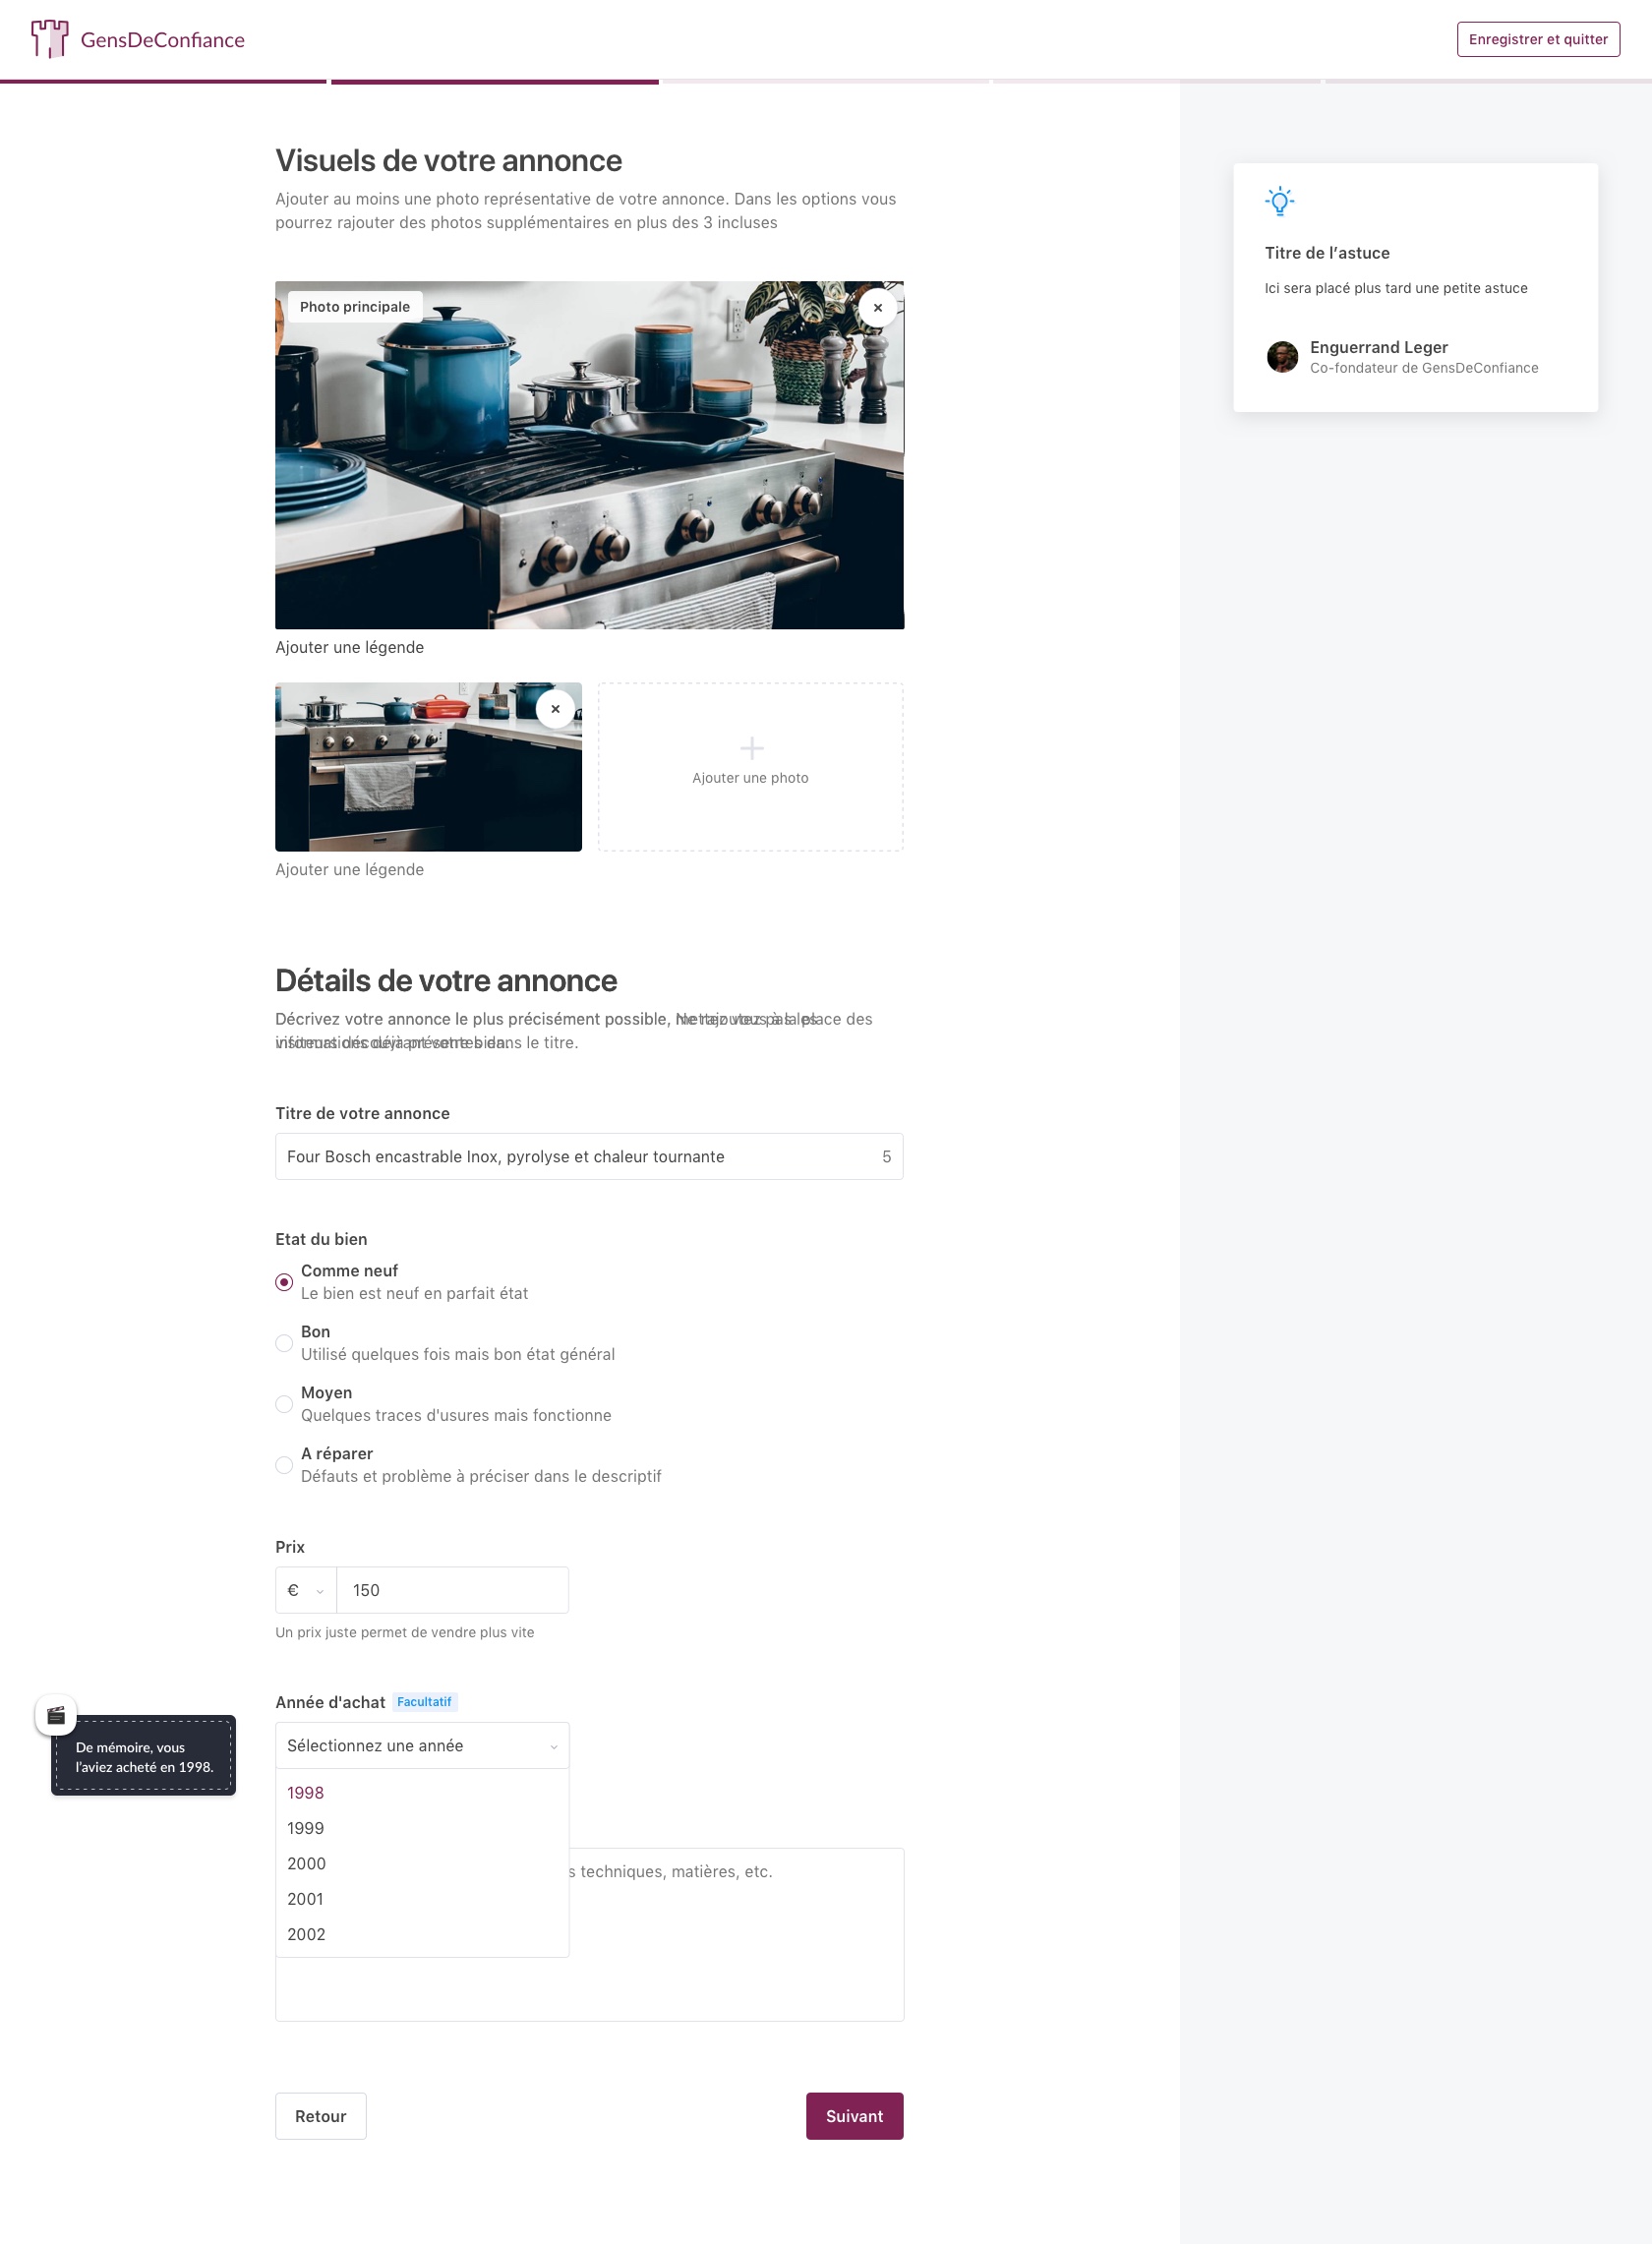 GensDeConfiance
Enregistrer et quitter
Visuels de votre annonce
Ajouter au moins une photo représentative de votre annonce. Dans les options vous
pourrez rajouter des photos supplémentaires en plus des 3 incluses
Photo principale
Ajouter une légende
Ajouter une photo
Ajouter une légende
Titre de l’astuce
Ici sera placé plus tard une petite astuce
Enguerrand Leger
Co-fondateur de GensDeConfiance
Détails de votre annonce
Décrivez votre annonce le plus précisément possible, place des
dans le titre.
Titre de votre annonce
Four Bosch encastrable Inox, pyrolyse et chaleur tournante 5
Etat du bien
Comme neuf
Le bien est neuf en parfait état
Bon
Utilisé quelques fois mais bon état général
Moyen
Quelques traces d'usures mais fonctionne
A réparer
Défauts et problème à préciser dans le descriptif
Prix
€ 150
Un prix juste permet de vendre plus vite
Année d'achat Facultatif
Sélectionnez une année
De mémoire, vous
l’aviez acheté en 1998.
1998
1999
2000
2001
2002
s techniques, matières, etc.
Retour
Suivant